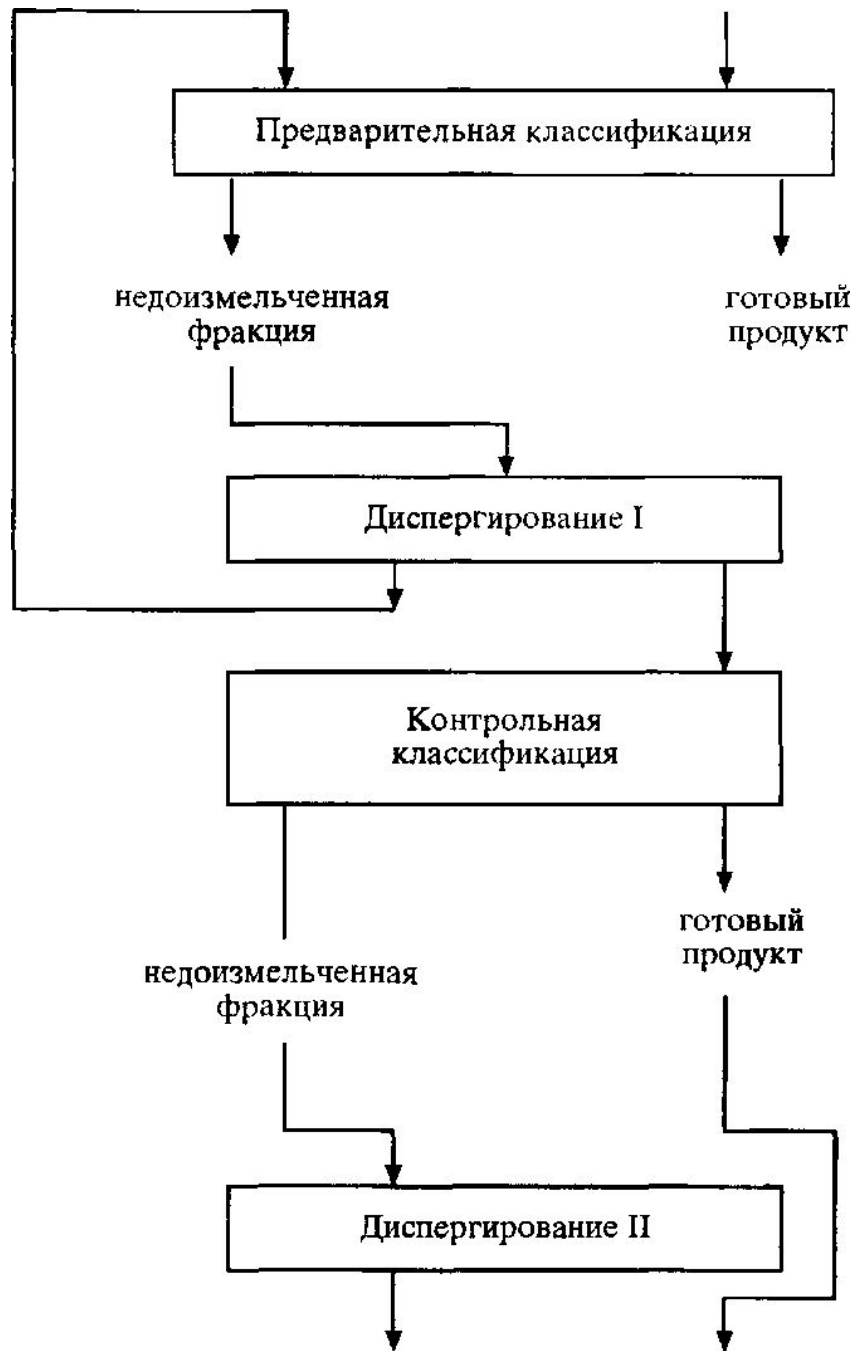 Предварительная классификация
недоизмельченная
фракция
готовый
продукт
Диспергирование I
Контрольная
классификация
готовый
продукт
недоизмельченная
фракция
Диспергирование II